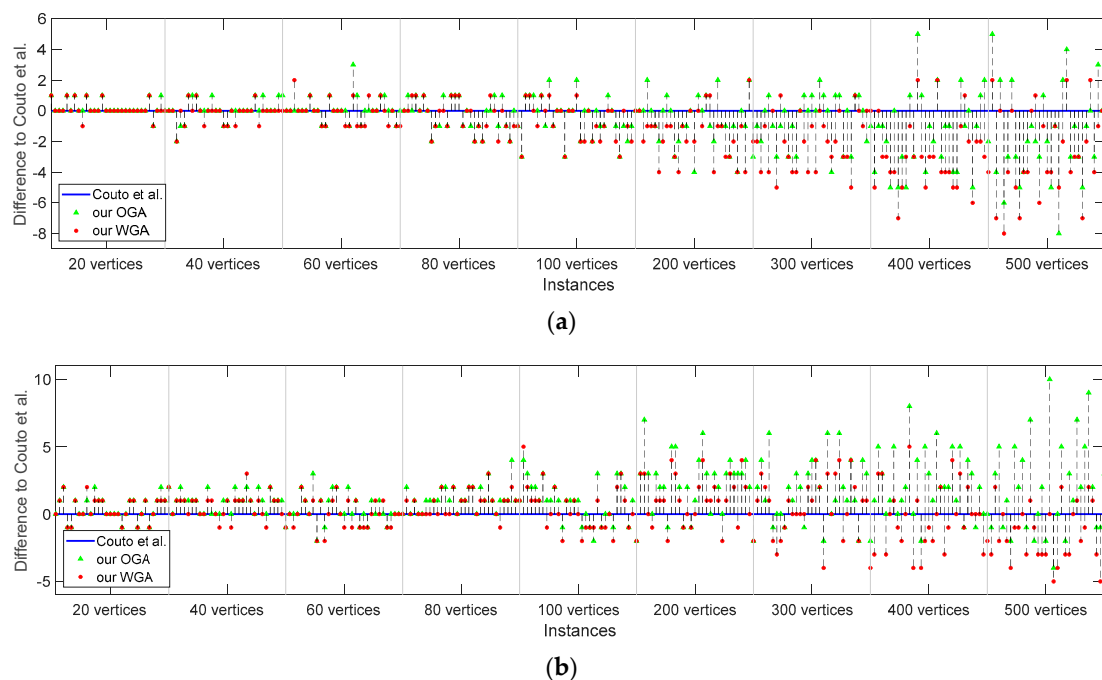 Difference to Couto et al.
6
4
2
0
-2
-4
-6
-8
Couto et al.
our OGA
our WGA
20 vertices
40 vertices
60 vertices
80 vertices
100 vertices
200 vertices
300 vertices
400 vertices
500 vertices
Instances
(a)
Difference to Couto et al.
10
5
0
-5
Couto et al.
our OGA
our WGA
20 vertices
40 vertices
60 vertices
80 vertices
100 vertices
200 vertices
300 vertices
400 vertices
500 vertices
Instances
(b)